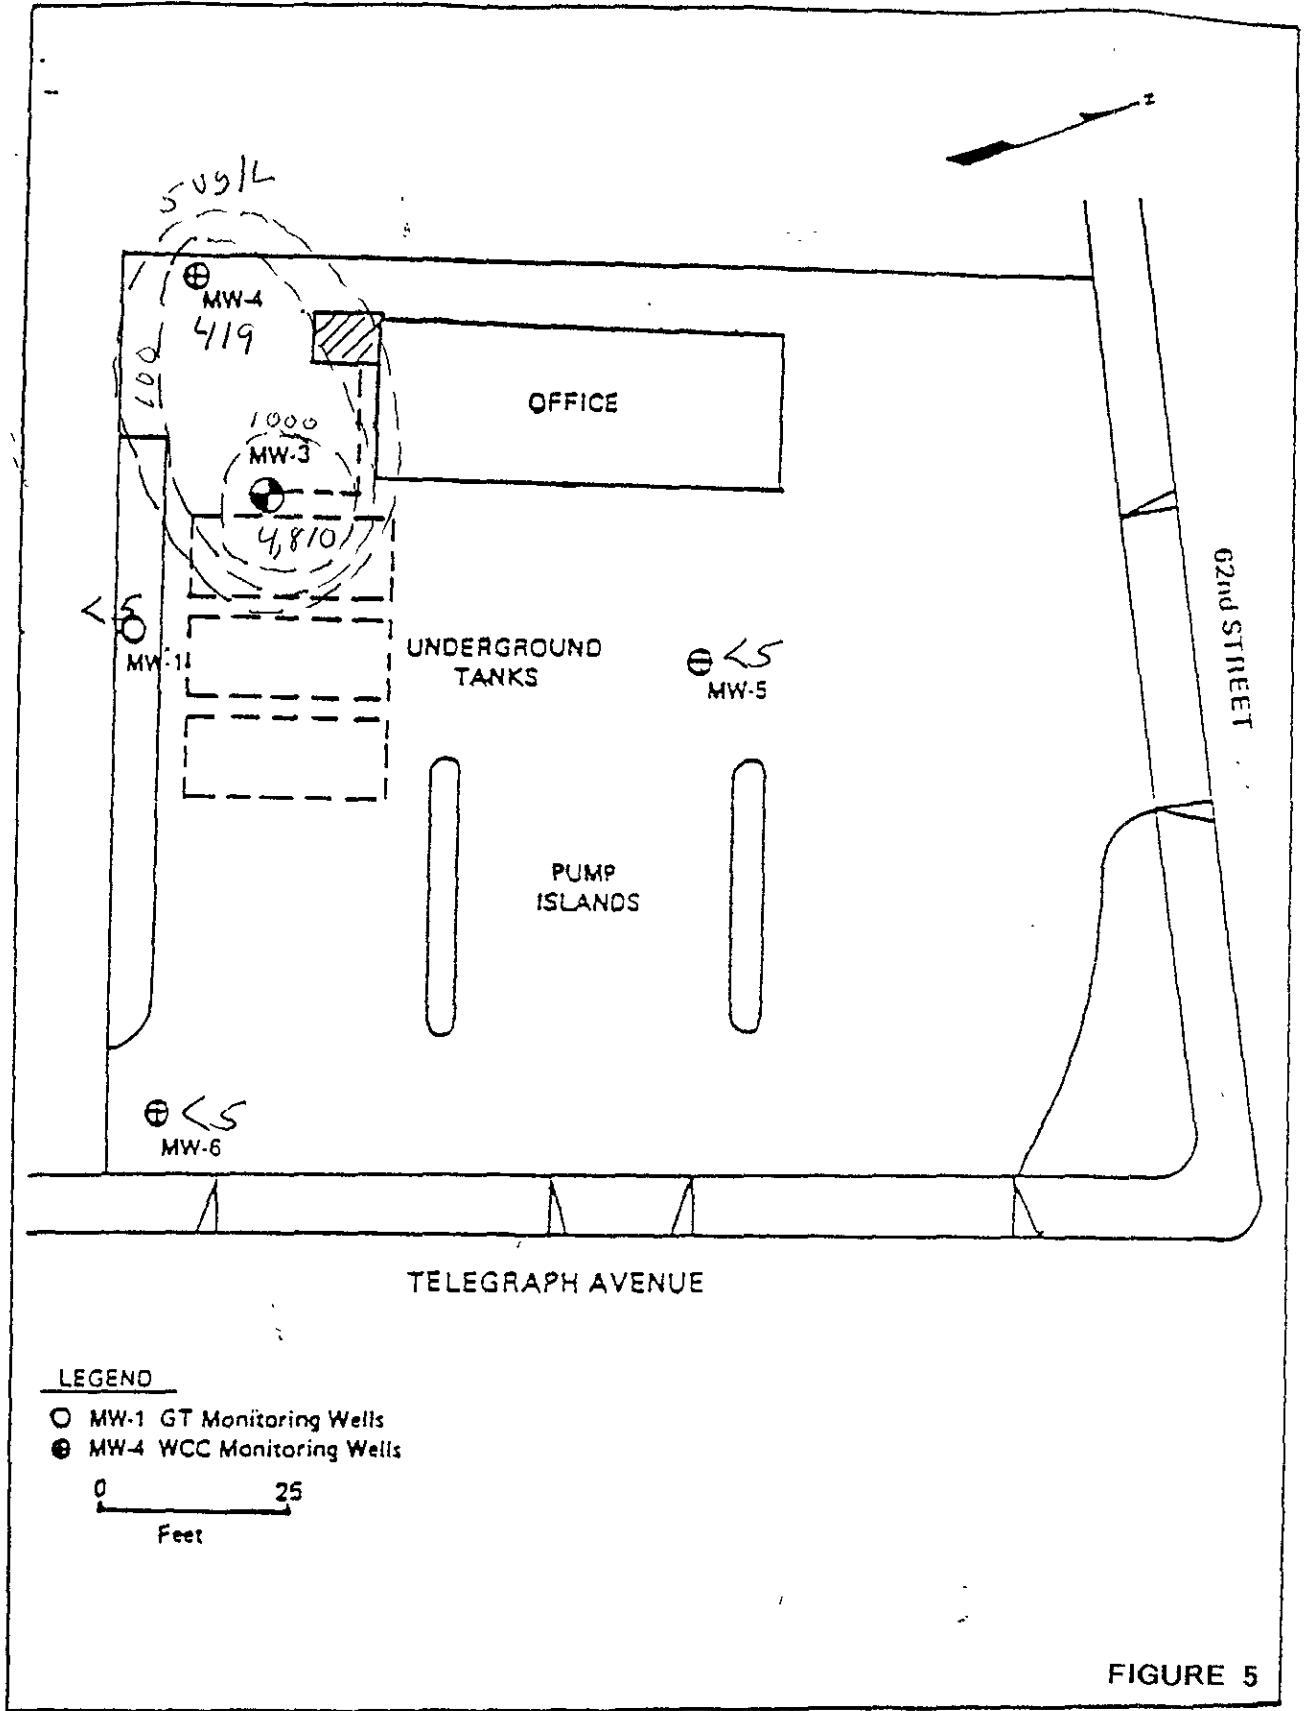 z
5 ug/L
MW-4
419
100
OFFICE
1000
MW-3
4,810
<5
MW-1
UNDERGROUND
TANKS
<5
MW-5
62nd STREET
PUMP
ISLANDS
<5
MW-6
TELEGRAPH AVENUE
LEGEND
MW-1 GT Monitoring Wells
MW-4 WCC Monitoring Wells
0 25
Feet
FIGURE 5